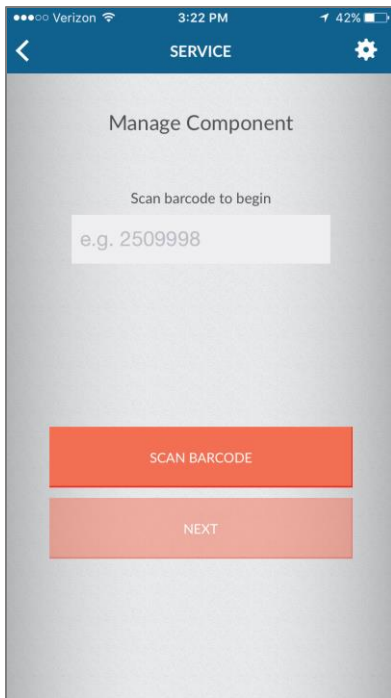 Verizon 3:22 PM 42%
SERVICE
Manage Component
Scan barcode to begin
e.g. 2509998
SCAN BARCODE
NEXT